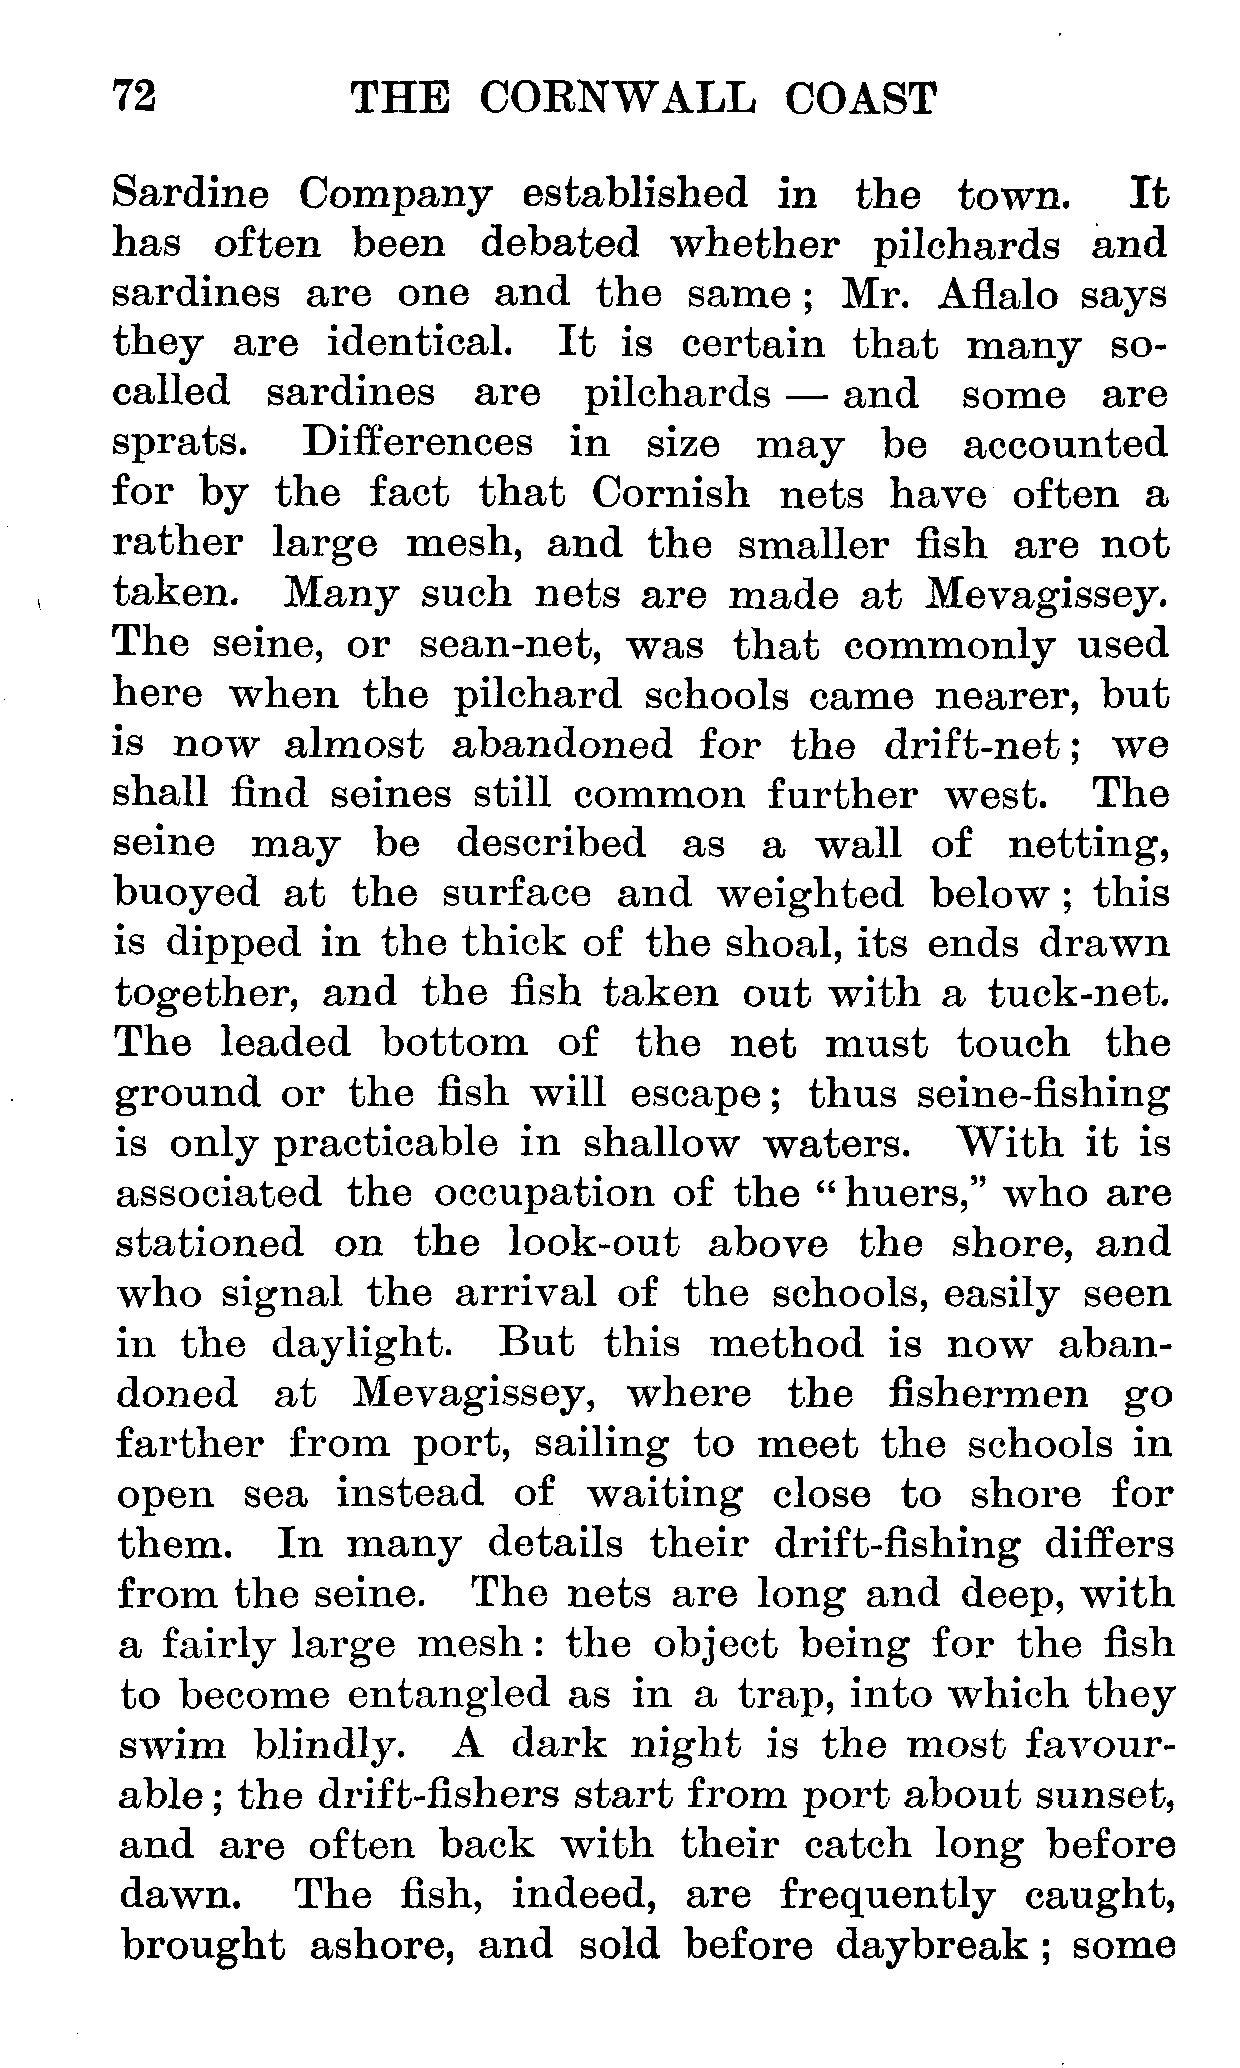 72 THE CORNWALL COAST
Sardine Company established in the town. It
has often been debated whether pilchards and
sardines are one and the same ; Mr. Aflalo says
they are identical. It is certain that many so-
called sardines are pilchards — and some are
sprats. Differences in size may be accounted
for by the fact that Cornish nets have often a
rather large mesh, and the smaller fish are not
taken. Many such nets are made at Mevagissey.
The seine, or sean-net, was that commonly used
here when the pilchard schools came nearer, but
is now almost abandoned for the drift-net ; we
shall find seines still common further west. The
seine may be described as a wall of netting,
buoyed at the surface and weighted below ; this
is dipped in the thick of the shoal, its ends drawn
together, and the fish taken out with a tuck-net.
The leaded bottom of the net must touch the
ground or the fish will escape ; thus seine-fishing
is only practicable in shallow waters. With it is
associated the occupation of the “ huers,” who are
stationed on the look-out above the shore, and
who signal the arrival of the schools, easily seen
in the daylight. But this method is now aban-
doned at Mevagissey, where the fishermen go
farther from port, sailing to meet the schools in
open sea instead of waiting close to shore for
them. In many details their drift-fishing differs
from the seine. The nets are long and deep, with
a fairly large mesh : the object being for the fish
to become entangled as in a trap, into which they
swim blindly. A dark night is the most favour-
able ; the drift-fishers start from port about sunset,
and are often back with their catch long before
dawn. The fish, indeed, are frequently caught,
brought ashore, and sold before daybreak ; some